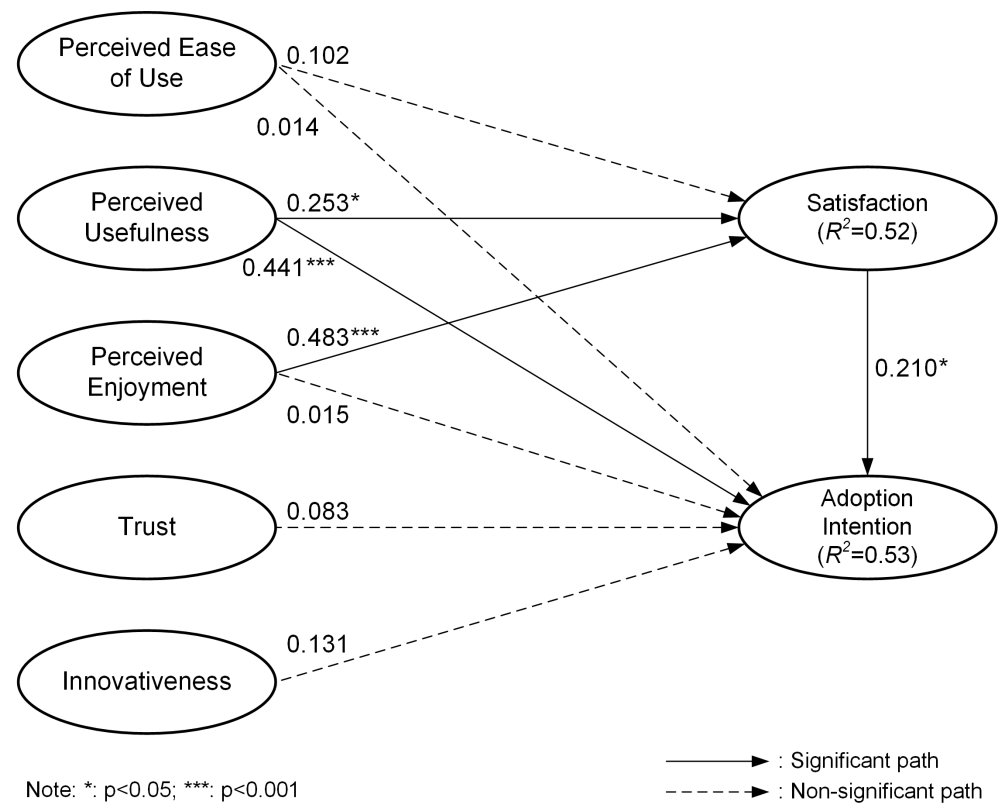 Perceived Ease
of Use
0.102
0.014
Perceived
Usefulness
0.253*
0.441***
Satisfaction
(R²=0.52)
Perceived
Enjoyment
0.483***
0.015
0.210*
Trust
0.083
Adoption
Intention
(R²=0.53)
Innovativeness
0.131
: Significant path
Note: *: p<0.05; ***: p<0.001
: Non-significant path